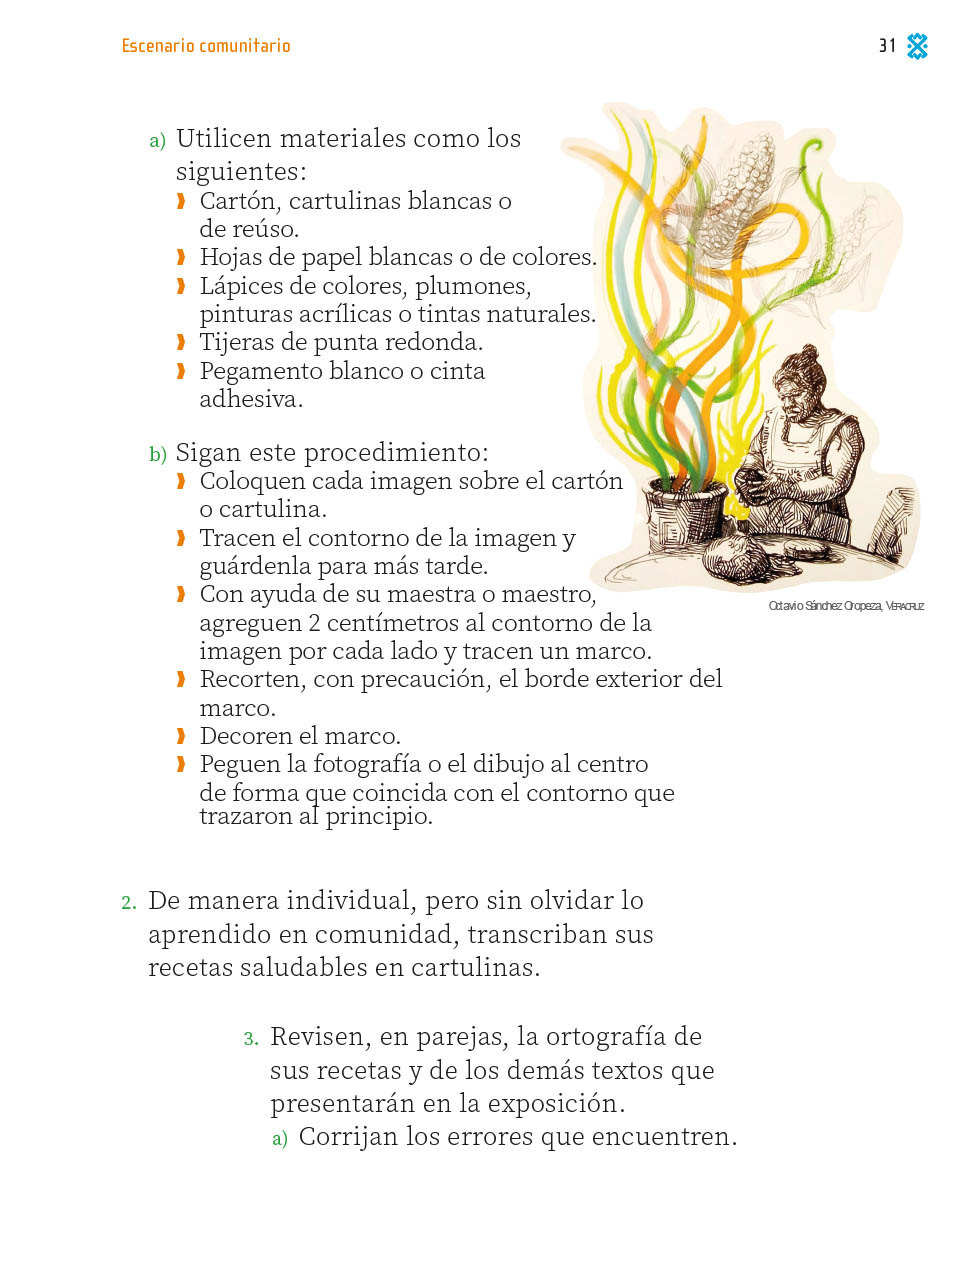 Escenario comunitario
31
a) Utilicen materiales como los
siguientes:
Cartón, cartulinas blancas o
de reúso.
Hojas de papel blancas o de colores.
Lápices de colores, plumones,
pinturas acrílicas o tintas naturales.
Tijeras de punta redonda.
Pegamento blanco o cinta
adhesiva.
b) Sigan este procedimiento:
Coloquen cada imagen sobre el cartón
o cartulina.
Tracen el contorno de la imagen y
guárdenla para más tarde.
Con ayuda de su maestra o maestro,
agreguen 2 centímetros al contorno de la
imagen por cada lado y tracen un marco.
Recorten, con precaución, el borde exterior del
marco.
Decoren el marco.
Peguen la fotografía o el dibujo al centro
de forma que coincida con el contorno que
trazaron al principio.
Octavio Sánchez Oropeza, VERACRUZ
2. De manera individual, pero sin olvidar lo
aprendido en comunidad, transcriban sus
recetas saludables en cartulinas.
3. Revisen, en parejas, la ortografía de
sus recetas y de los demás textos que
presentarán en la exposición.
a) Corrijan los errores que encuentren.